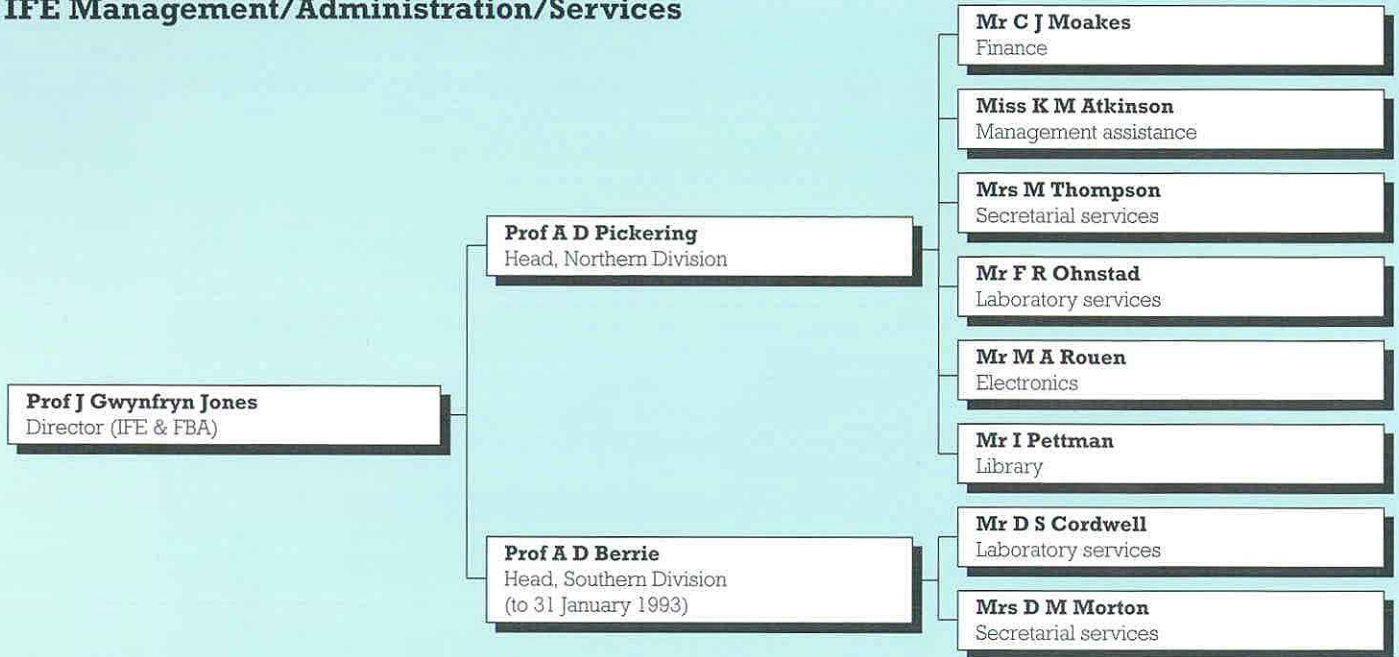 IFE Management/Administration/Services
Mr C J Moakes
Finance
Miss K M Atkinson
Management assistance
Mrs M Thompson
Secretarial services
Prof A D Pickering
Head, Northern Division
Mr F R Ohnstad
Laboratory services
Mr M A Rouen
Electronics
Prof J Gwynfryn Jones
Director (IFE & FBA)
Mr I Pettman
Library
Mr D S Cordwell
Laboratory services
Prof A D Berrie
Head, Southern Division
(to 31 January 1993)
Mrs D M Morton
Secretarial services